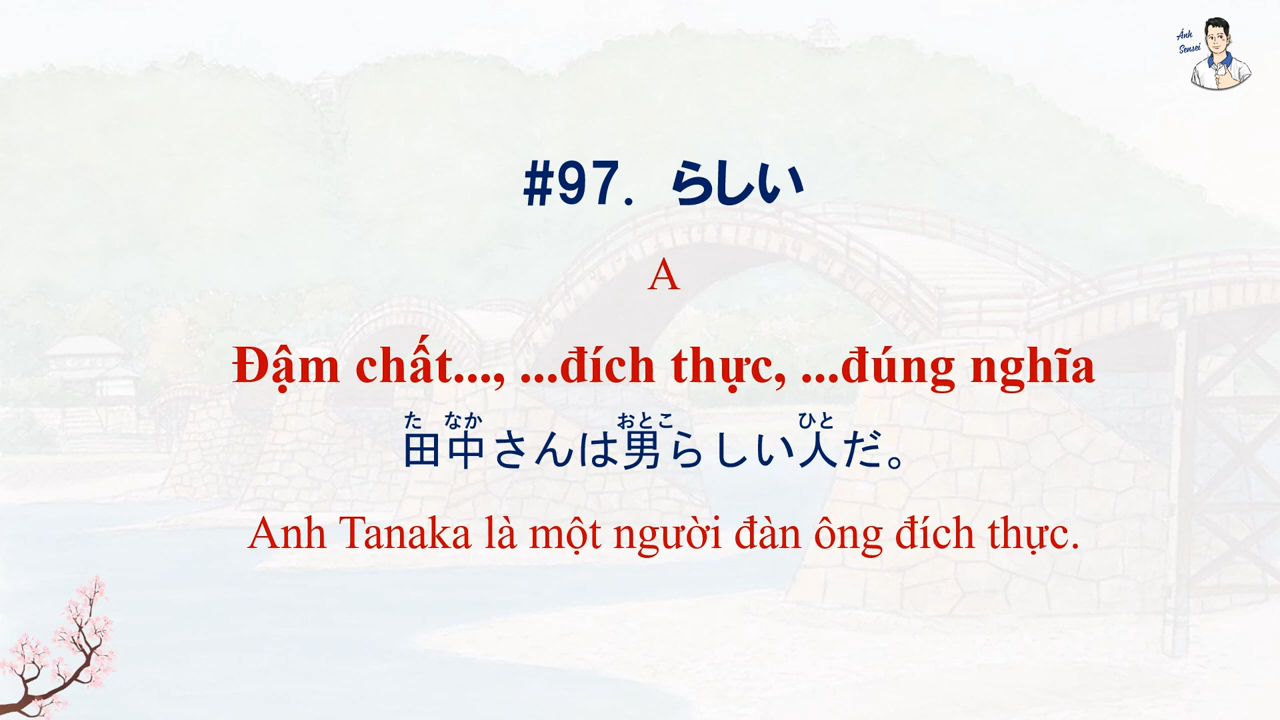 Ánh
Sensei
#97. らしい
A
Đậm chất..., ...đích thực, ...đúng nghĩa
た なか おとこ ひと
田中さんは男らしい人だ。
Anh Tanaka là một người đàn ông đích thực.